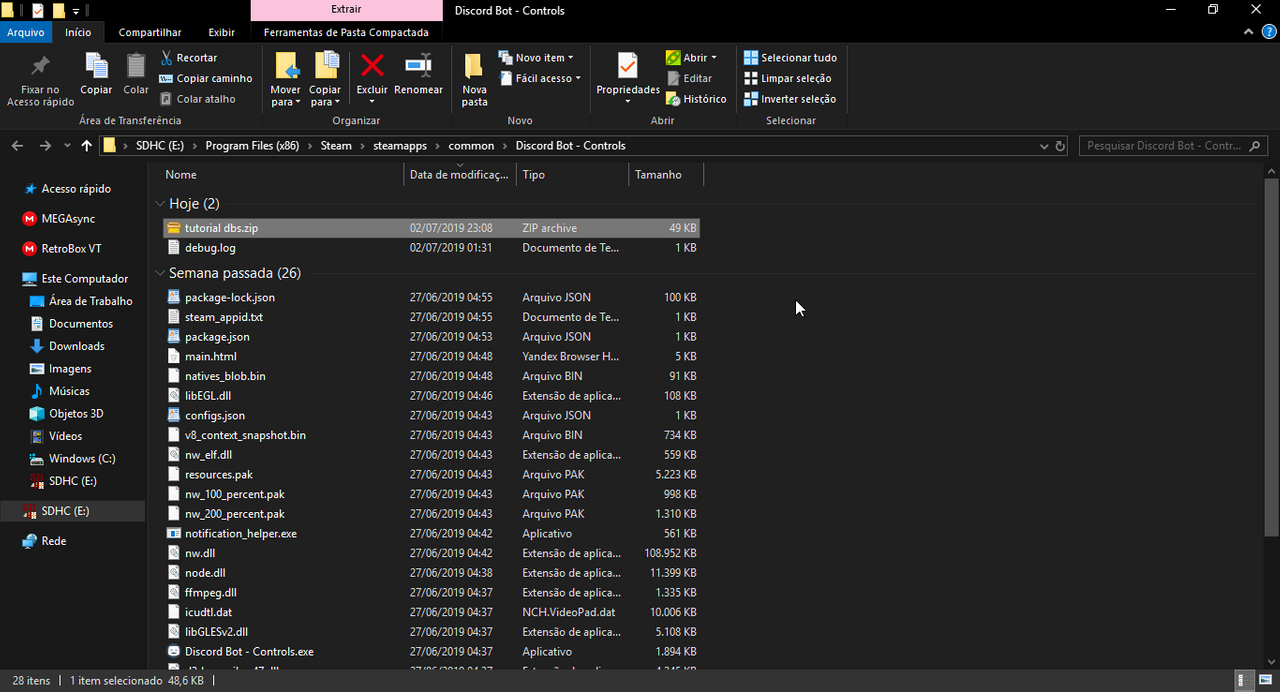 Extrair
Discord Bot - Controls
Arquivo
Início
Compartilhar
Exibir
Ferramentas de Pasta Compactada
Fixar no
Acesso rápido
Copiar
Colar
Recortar
Copiar caminho
Colar atalho
Área de Transferência
Mover
para
Copiar
para
Excluir
Renomear
Organizar
Nova
pasta
Novo item
Fácil acesso
Novo
Propriedades
Abrir
Editar
Histórico
Abrir
Selecionar tudo
Limpar seleção
Inverter seleção
Selecionar
SDHC (E:) Program Files (x86) Steam steamapps common Discord Bot - Controls
Pesquisar Discord Bot - Contr...
Acesso rápido
MEGAsync
RetroBox VT
Este Computador
Área de Trabalho
Documentos
Downloads
Imagens
Músicas
Objetos 3D
Vídeos
Windows (C:)
SDHC (E:)
SDHC (E:)
Rede
Nome Data de modificaç... Tipo Tamanho
Hoje (2)
tutorial dbs.zip 02/07/2019 23:08 ZIP archive 49 KB
debug.log 02/07/2019 01:31 Documento de Te... 1 KB
Semana passada (26)
package-lock.json 27/06/2019 04:55 Arquivo JSON 100 KB
steam_appid.txt 27/06/2019 04:55 Documento de Te... 1 KB
package.json 27/06/2019 04:53 Arquivo JSON 1 KB
main.html 27/06/2019 04:48 Yandex Browser H... 5 KB
natives_blob.bin 27/06/2019 04:48 Arquivo BIN 91 KB
libEGL.dll 27/06/2019 04:46 Extensão de aplica... 108 KB
configs.json 27/06/2019 04:43 Arquivo JSON 1 KB
v8_context_snapshot.bin 27/06/2019 04:43 Arquivo BIN 734 KB
nw_elf.dll 27/06/2019 04:43 Extensão de aplica... 559 KB
resources.pak 27/06/2019 04:43 Arquivo PAK 5.223 KB
nw_100_percent.pak 27/06/2019 04:43 Arquivo PAK 998 KB
nw_200_percent.pak 27/06/2019 04:43 Arquivo PAK 1.310 KB
notification_helper.exe 27/06/2019 04:42 Aplicativo 561 KB
nw.dll 27/06/2019 04:42 Extensão de aplica... 108.952 KB
node.dll 27/06/2019 04:38 Extensão de aplica... 11.399 KB
ffmpeg.dll 27/06/2019 04:37 Extensão de aplica... 1.335 KB
icudtl.dat 27/06/2019 04:37 NCH.VideoPad.dat 10.006 KB
libGLESv2.dll 27/06/2019 04:37 Extensão de aplica... 5.108 KB
Discord Bot - Controls.exe 27/06/2019 04:37 Aplicativo 1.894 KB
28 itens 1 item selecionado 48,6 KB